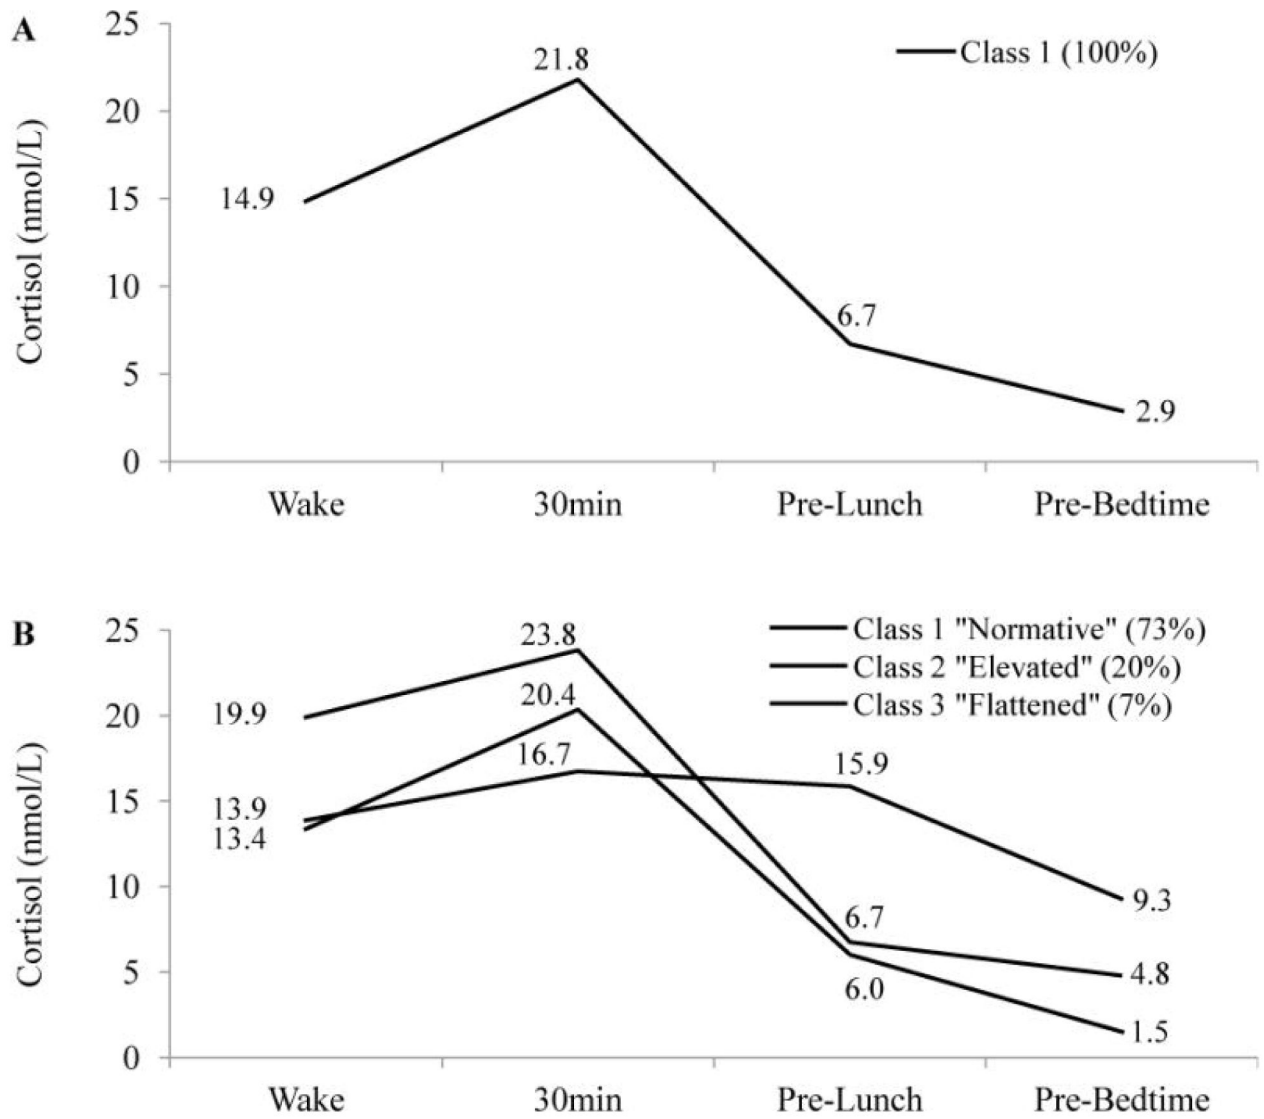 A
Cortisol (nmol/L)
25
20
15
10
5
0
Class 1 (100%)
14.9
21.8
6.7
2.9
Wake
30min
Pre-Lunch
Pre-Bedtime
B
Cortisol (nmol/L)
25
20
15
10
5
0
Class 1 "Normative" (73%)
Class 2 "Elevated" (20%)
Class 3 "Flattened" (7%)
19.9
13.9
13.4
23.8
20.4
16.7
15.9
6.7
6.0
9.3
4.8
1.5
Wake
30min
Pre-Lunch
Pre-Bedtime